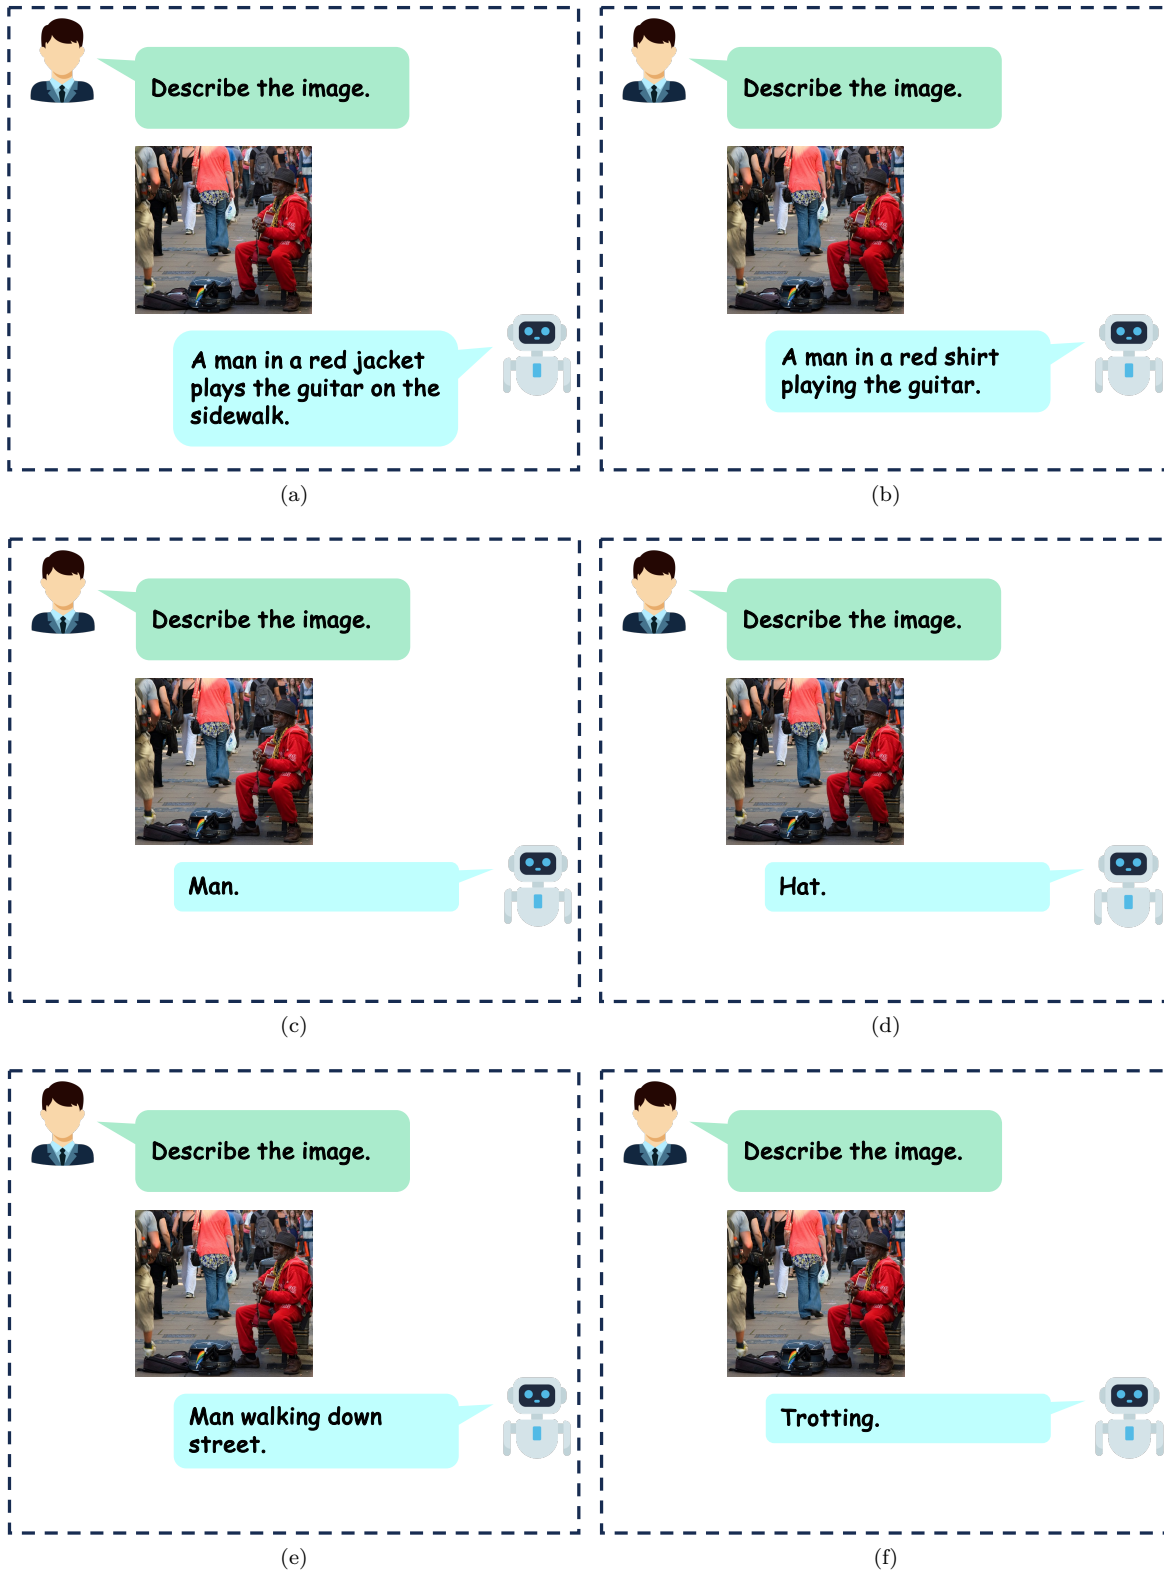 Describe the image.
A man in a red jacket
plays the guitar on the
sidewalk.
(a)
Describe the image.
A man in a red shirt
playing the guitar.
(b)
Describe the image.
Man.
(c)
Describe the image.
Hat.
(d)
Describe the image.
Man walking down
street.
(e)
Describe the image.
Trotting.
(f)